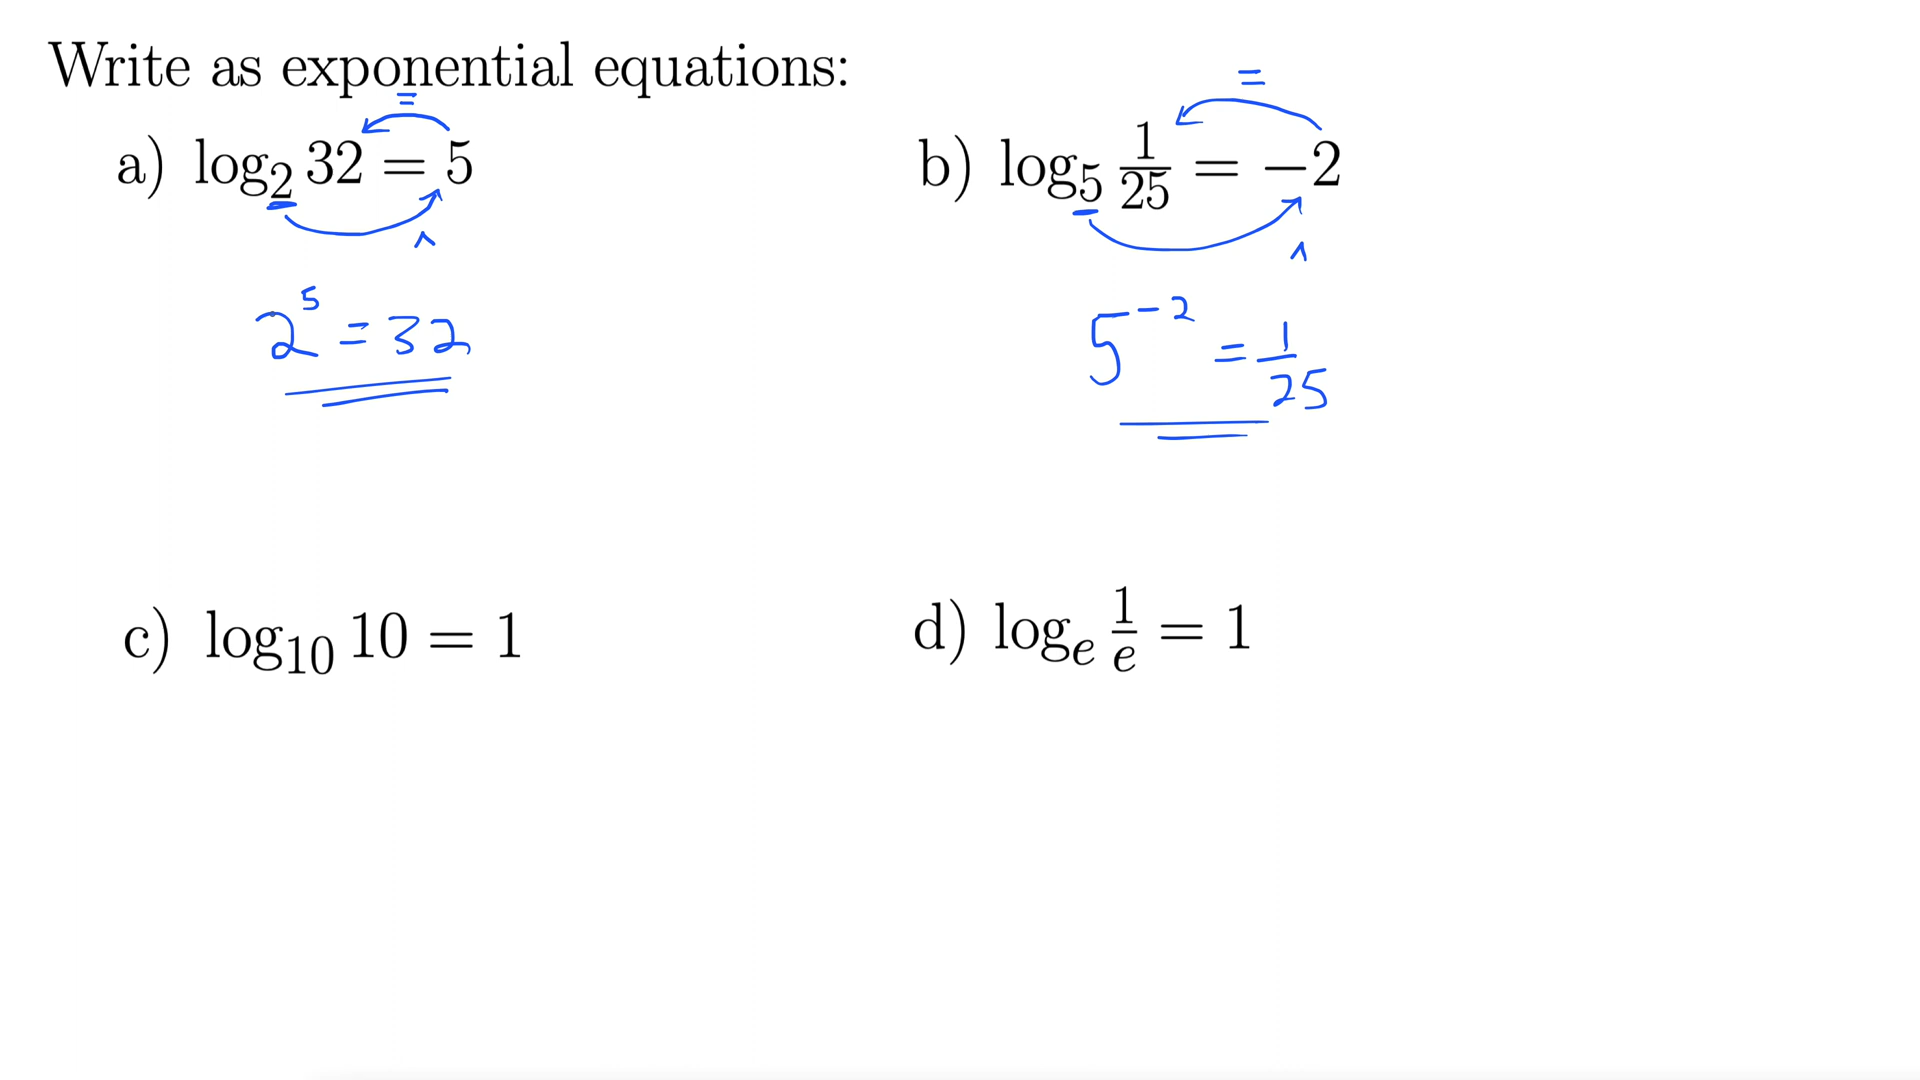 Write as exponential equations:
a) log₂ 32 = 5
=
^
2⁵ = 32
b) log₅ 1/25 = −2
=
^
5⁻² = 1/25
c) log₁₀ 10 = 1
d) logₑ 1/e = 1